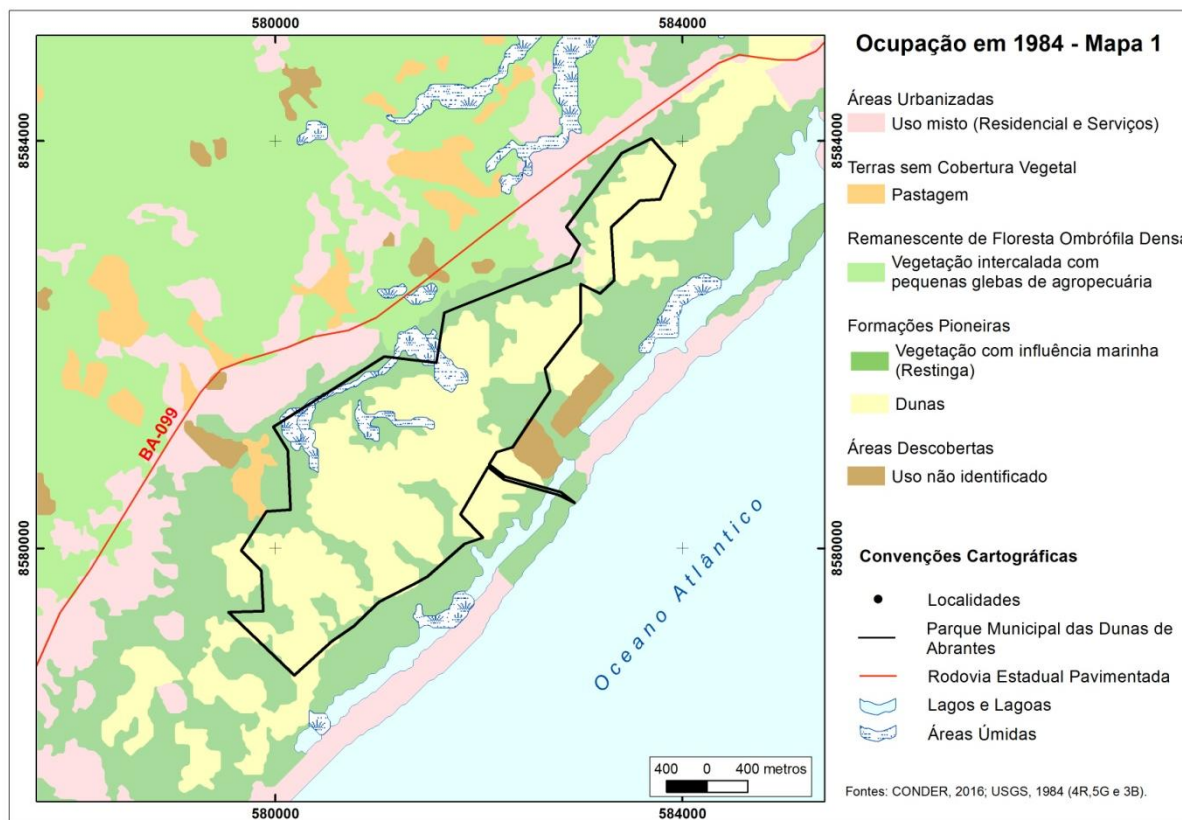 580000
584000
Ocupação em 1984 - Mapa 1
Áreas Urbanizadas
Uso misto (Residencial e Serviços)
8584000
8584000
Terras sem Cobertura Vegetal
Pastagem
Remanescente de Floresta Ombrófila Densa
Vegetação intercalada com
pequenas glebas de agropecuária
Formações Pioneiras
Vegetação com influência marinha
(Restinga)
Dunas
BA-099
Áreas Descobertas
Uso não identificado
8580000
8580000
Oceano Atlântico
Convenções Cartográficas
Localidades
Parque Municipal das Dunas de
Abrantes
Rodovia Estadual Pavimentada
Lagos e Lagoas
Áreas Úmidas
400 0 400 metros
Fontes: CONDER, 2016; USGS, 1984 (4R,5G e 3B).
580000
584000